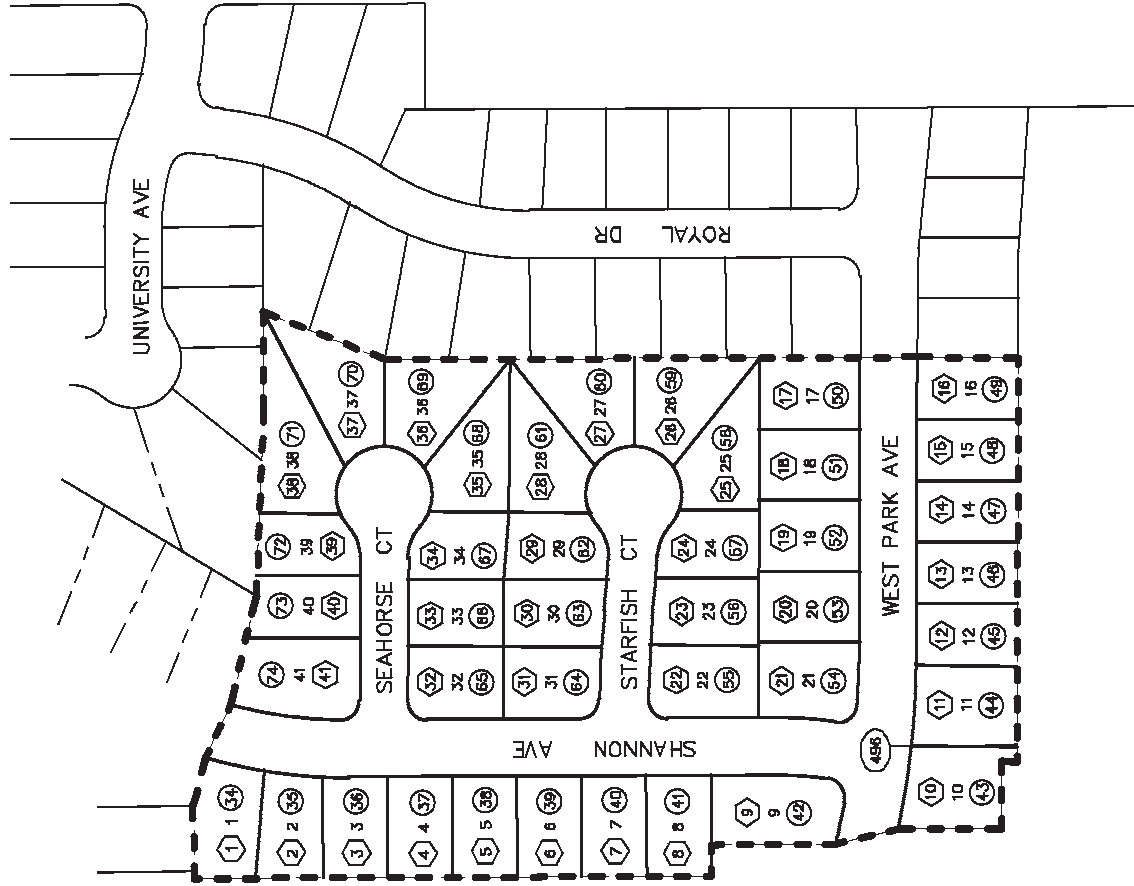 UNIVERSITY AVE
ROYAL DR
37 37 70
36 36 69
27 27 60
26 26 59
17 17 50
16 16 49
38 38 71
35 35 68
28 28 61
25 25 58
18 18 51
15 15 48
WEST PARK AVE
72 39 39
34 34 67
29 29 62
24 24 57
19 19 52
14 14 47
SEAHORSE CT
STARFISH CT
73 40 40
33 33 66
30 30 63
23 23 56
20 20 53
13 13 46
12 12 45
74 41 41
32 32 65
31 31 64
22 22 55
21 21 54
11 11 44
SHANNON AVE
496
1 1 34
2 2 35
3 3 36
4 4 37
5 5 38
6 6 39
7 7 40
8 8 41
9 9 42
10 10 43